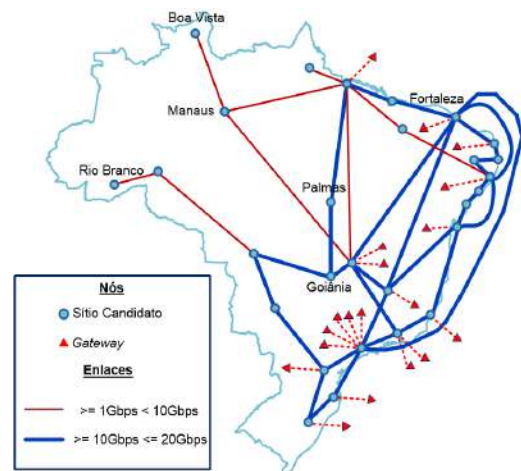 Boa Vista
Fortaleza
Manaus
Rio Branco
Palmas
Goiânia
Nós
Sítio Candidato
Gateway
Enlaces
>= 1Gbps < 10Gbps
>= 10Gbps <= 20Gbps